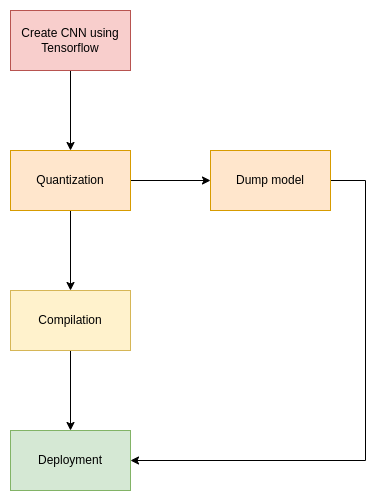 Create CNN using
Tensorflow
Quantization
Dump model
Compilation
Deployment